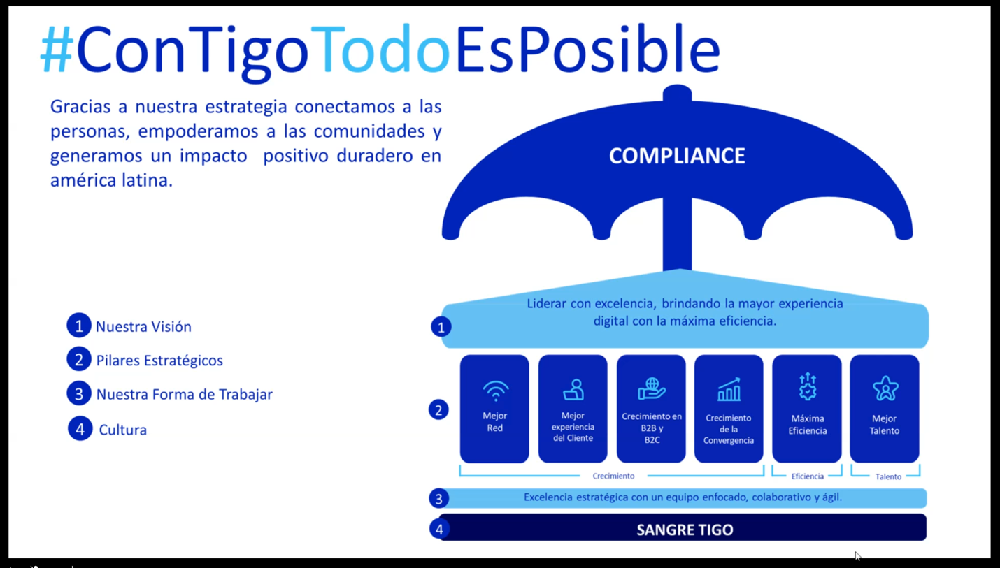 #ConTigoTodoEsPosible
Gracias a nuestra estrategia conectamos a las
personas, empoderamos a las comunidades y
generamos un impacto positivo duradero en
américa latina.
COMPLIANCE
1 Nuestra Visión
2 Pilares Estratégicos
3 Nuestra Forma de Trabajar
4 Cultura
1
Liderar con excelencia, brindando la mayor experiencia
digital con la máxima eficiencia.
2
Mejor
Red
Mejor
experiencia
del Cliente
Crecimiento en
B2B y
B2C
Crecimiento
de la
Convergencia
Máxima
Eficiencia
Mejor
Talento
Crecimiento
Eficiencia
Talento
3 Excelencia estratégica con un equipo enfocado, colaborativo y ágil.
4 SANGRE TIGO